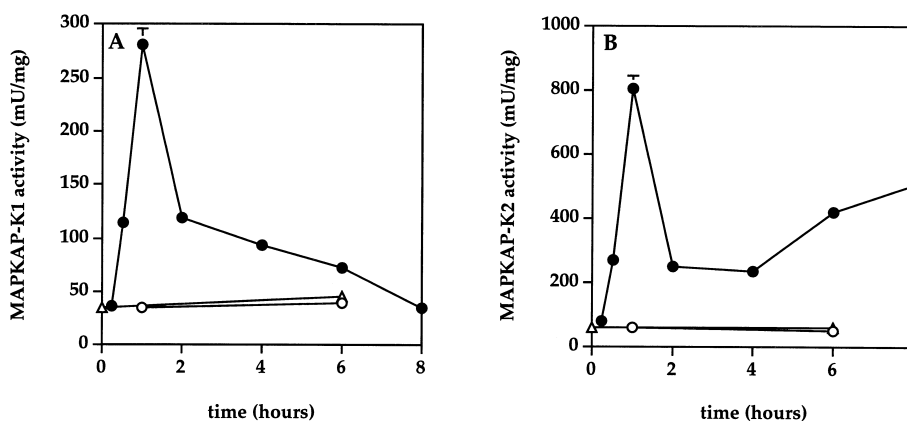 A
MAPKAP-K1 activity (mU/mg)
300
250
200
150
100
50
0
0 2 4 6 8
time (hours)
B
MAPKAP-K2 activity (mU/mg)
1000
800
600
400
200
0
0 2 4 6
time (hours)